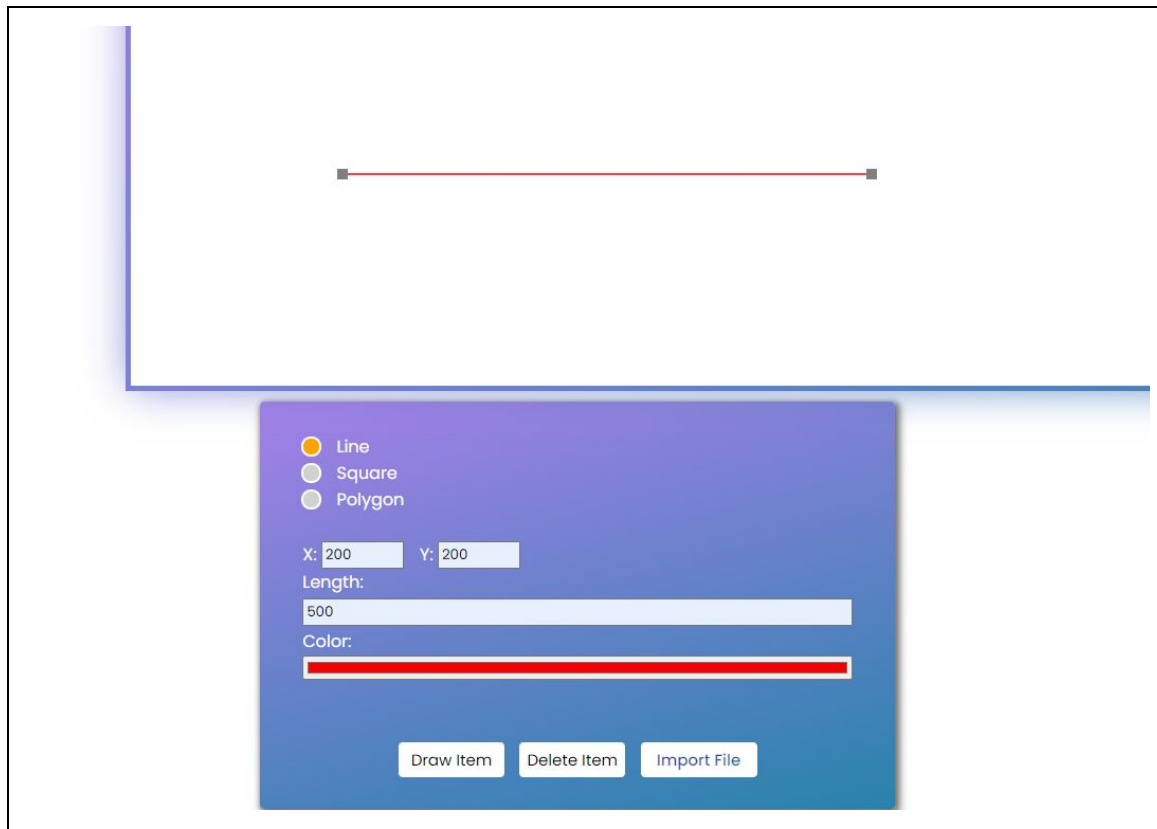 Line
Square
Polygon
X: 200 Y: 200
Length:
500
Color:
Draw Item Delete Item Import File